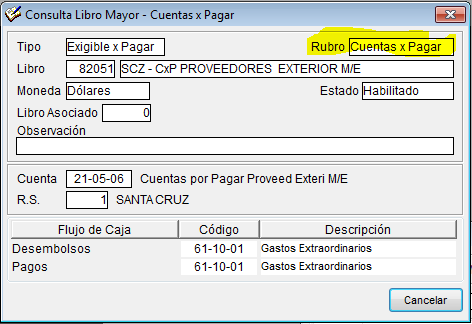 Consulta Libro Mayor - Cuentas x Pagar
Tipo Exigible x Pagar Rubro Cuentas x Pagar
Libro 82051 SCZ - CxP PROVEEDORES EXTERIOR M/E
Moneda Dólares Estado Habilitado
Libro Asociado 0
Observación
Cuenta 21-05-06 Cuentas por Pagar Proveed Exteri M/E
R.S. 1 SANTA CRUZ
Flujo de Caja Código Descripción
Desembolsos 61-10-01 Gastos Extraordinarios
Pagos 61-10-01 Gastos Extraordinarios
Cancelar